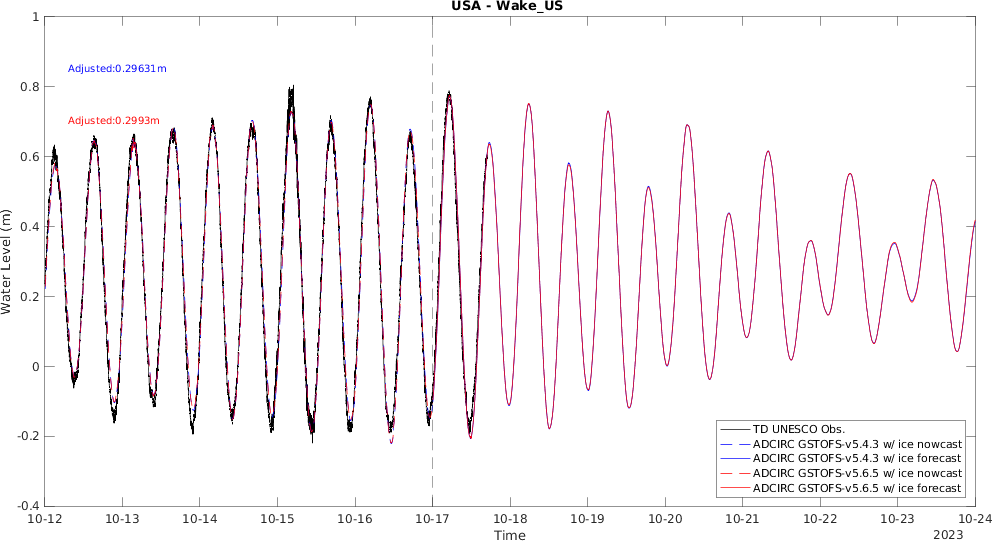 USA - Wake_US
1
0.8
0.6
0.4
0.2
0
-0.2
-0.4
Water Level (m)
Adjusted:0.29631m
Adjusted:0.2993m
TD UNESCO Obs.
ADCIRC GSTOFS-v5.4.3 w/ ice nowcast
ADCIRC GSTOFS-v5.4.3 w/ ice forecast
ADCIRC GSTOFS-v5.6.5 w/ ice nowcast
ADCIRC GSTOFS-v5.6.5 w/ ice forecast
10-12 10-13 10-14 10-15 10-16 10-17 10-18 10-19 10-20 10-21 10-22 10-23 10-24
Time
2023